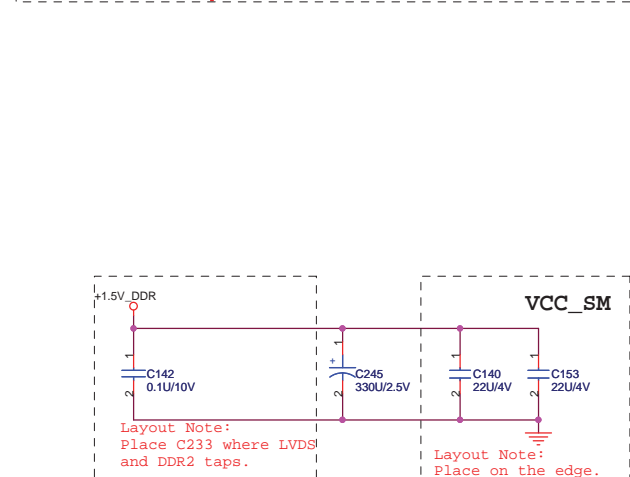 +1.5V_DDR
VCC_SM
1
1
1
1
+
C142
0.1U/10V
C245
330U/2.5V
C140
22U/4V
C153
22U/4V
2
2
2
2
Layout Note:
Place C233 where LVDS
and DDR2 taps.
Layout Note:
Place on the edge.